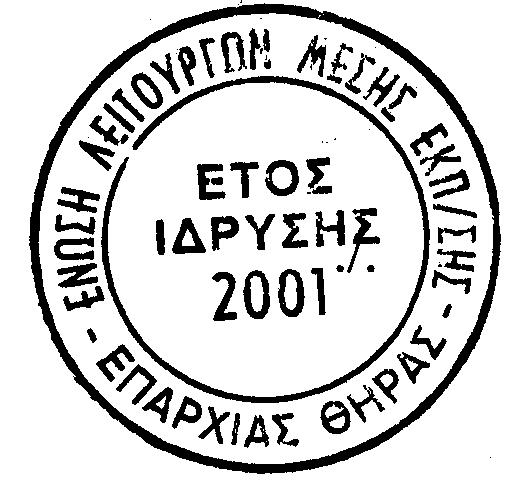 ΕΝΩΣΗ ΛΕΙΤΟΥΡΓΩΝ ΜΕΣΗΣ ΕΚΠ/ΣΗΣ
- ΕΠΑΡΧΙΑΣ ΘΗΡΑΣ -
ΕΤΟΣ
ΙΔΡΥΣΗΣ
2001